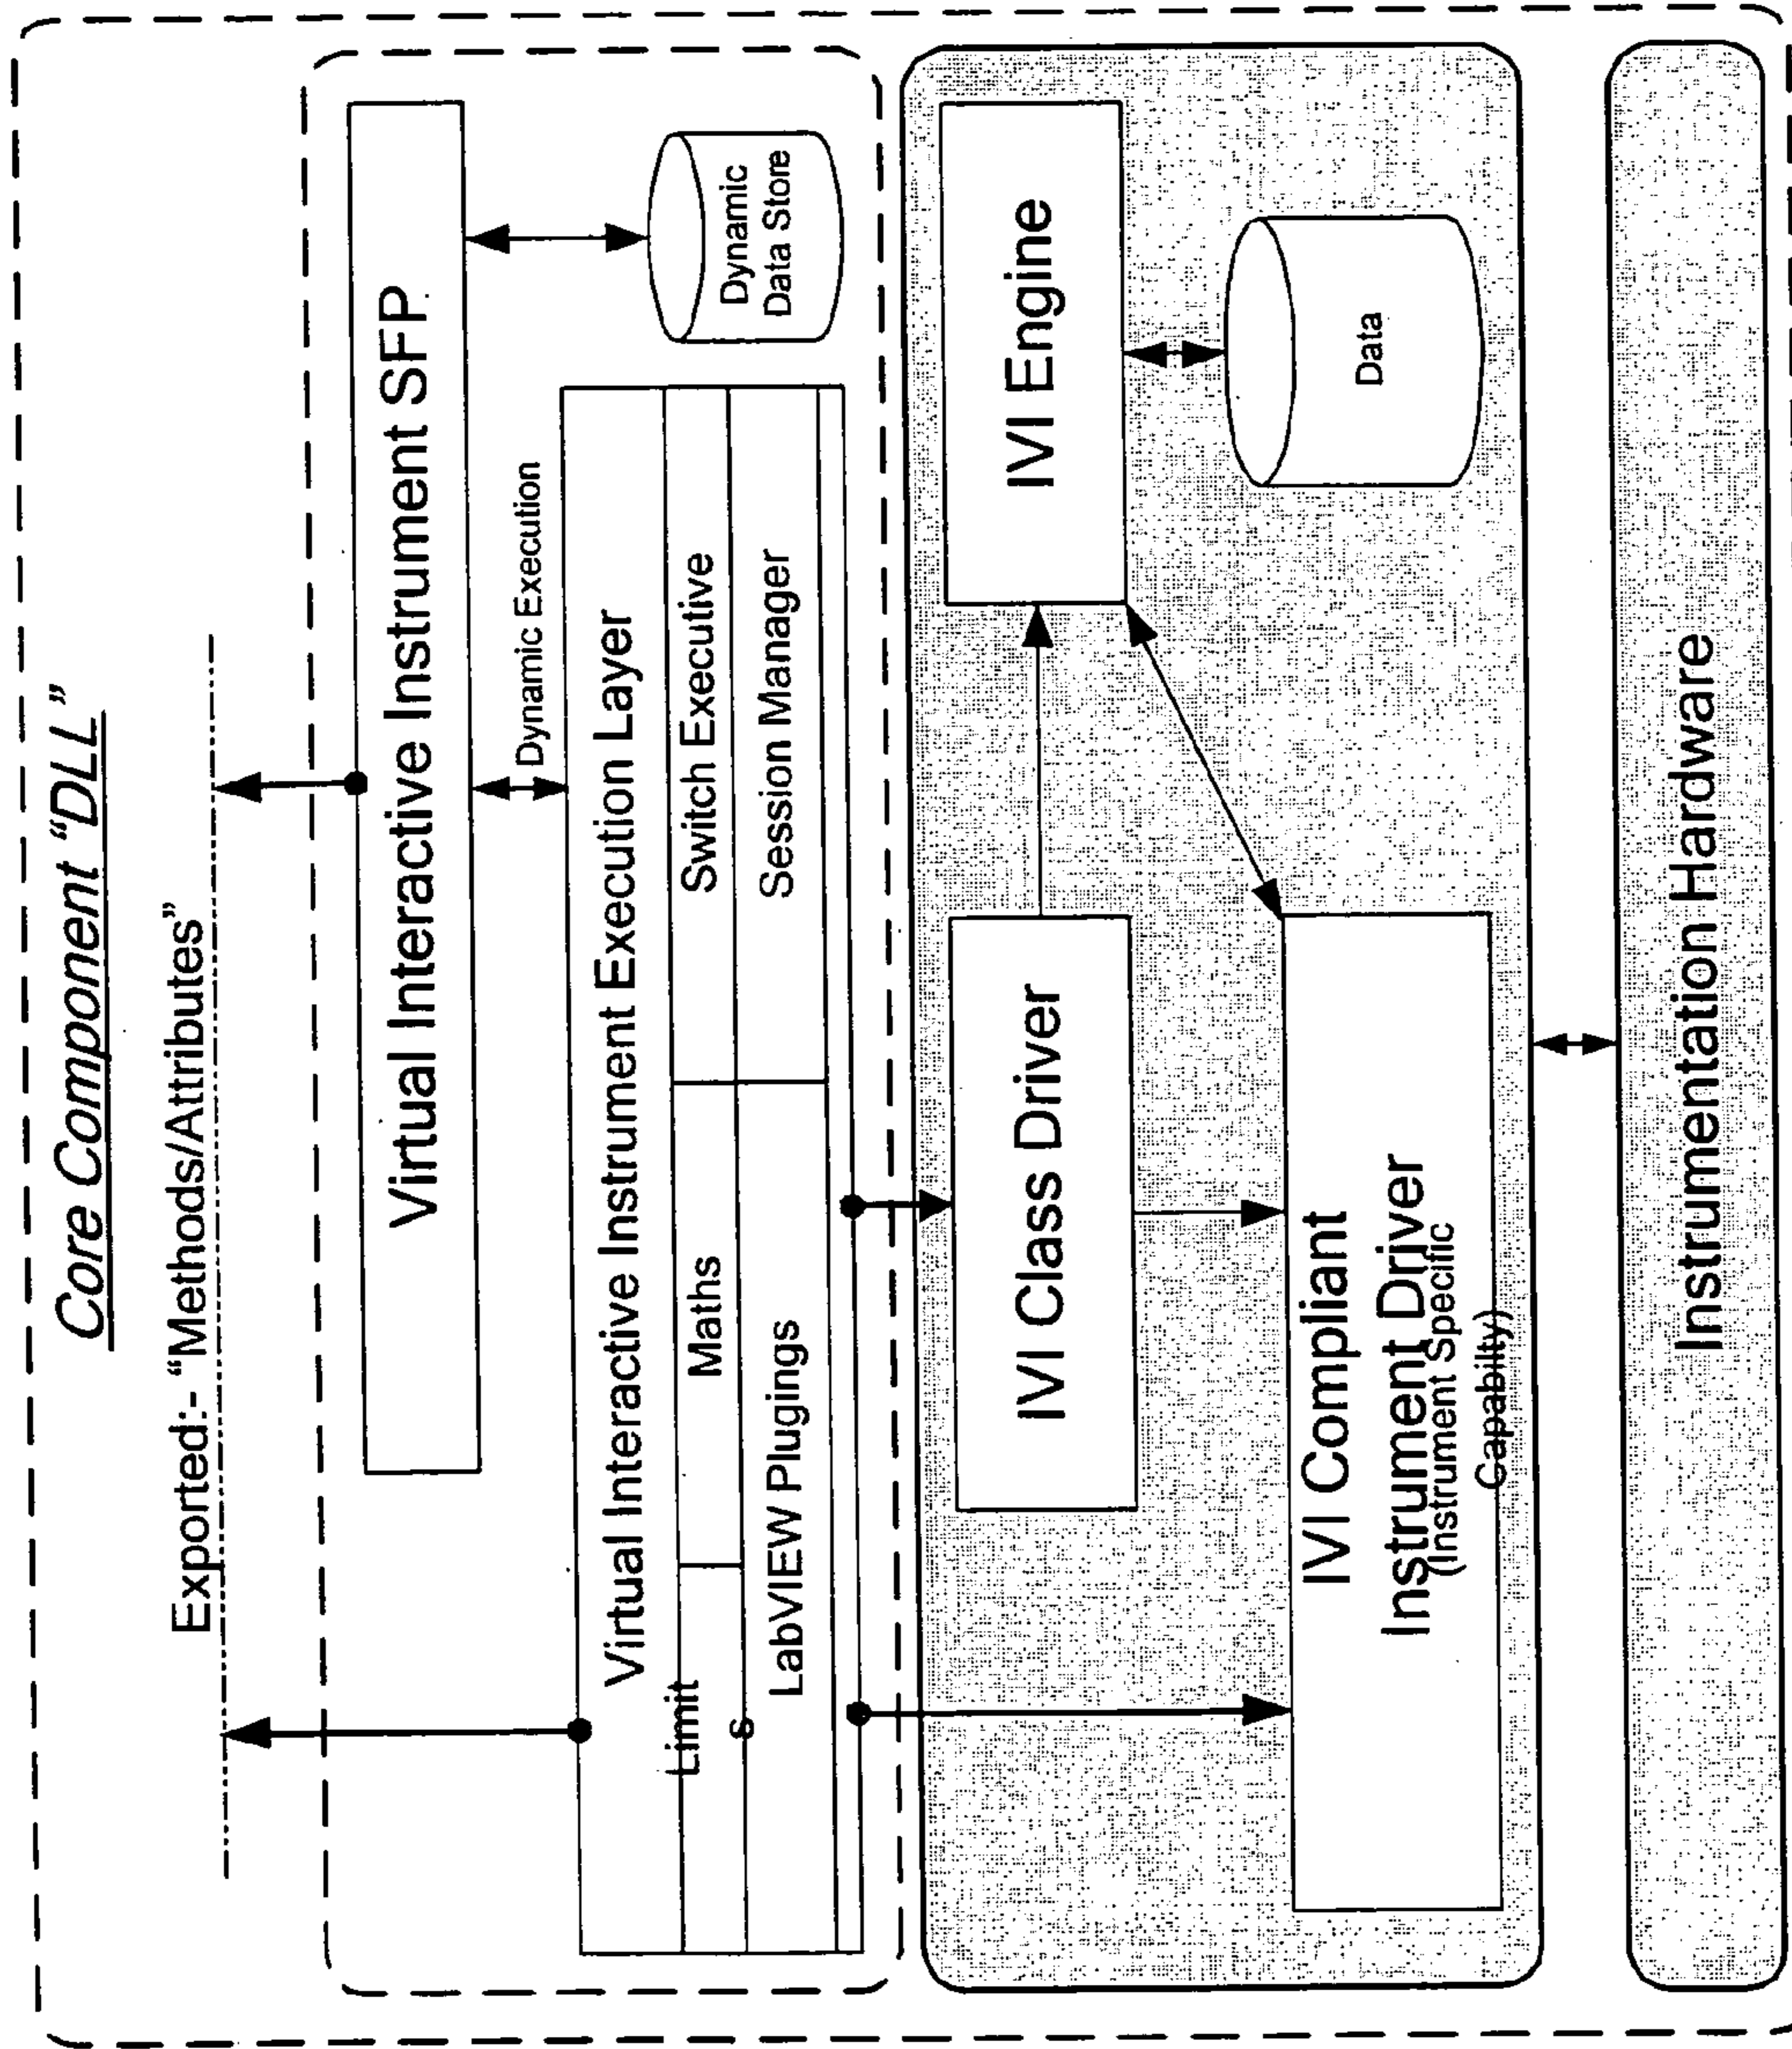 Core Component “DLL”
Exported:- “Methods/Attributes”
Virtual Interactive Instrument SFP
Dynamic Execution
Dynamic
Data Store
Virtual Interactive Instrument Execution Layer
Limit
s
Maths
Switch Executive
LabVIEW Plugings
Session Manager
IVI Class Driver
IVI Engine
IVI Compliant
Instrument Driver
(Instrument Specific
Capabilty)
Data
Instrumentation Hardware